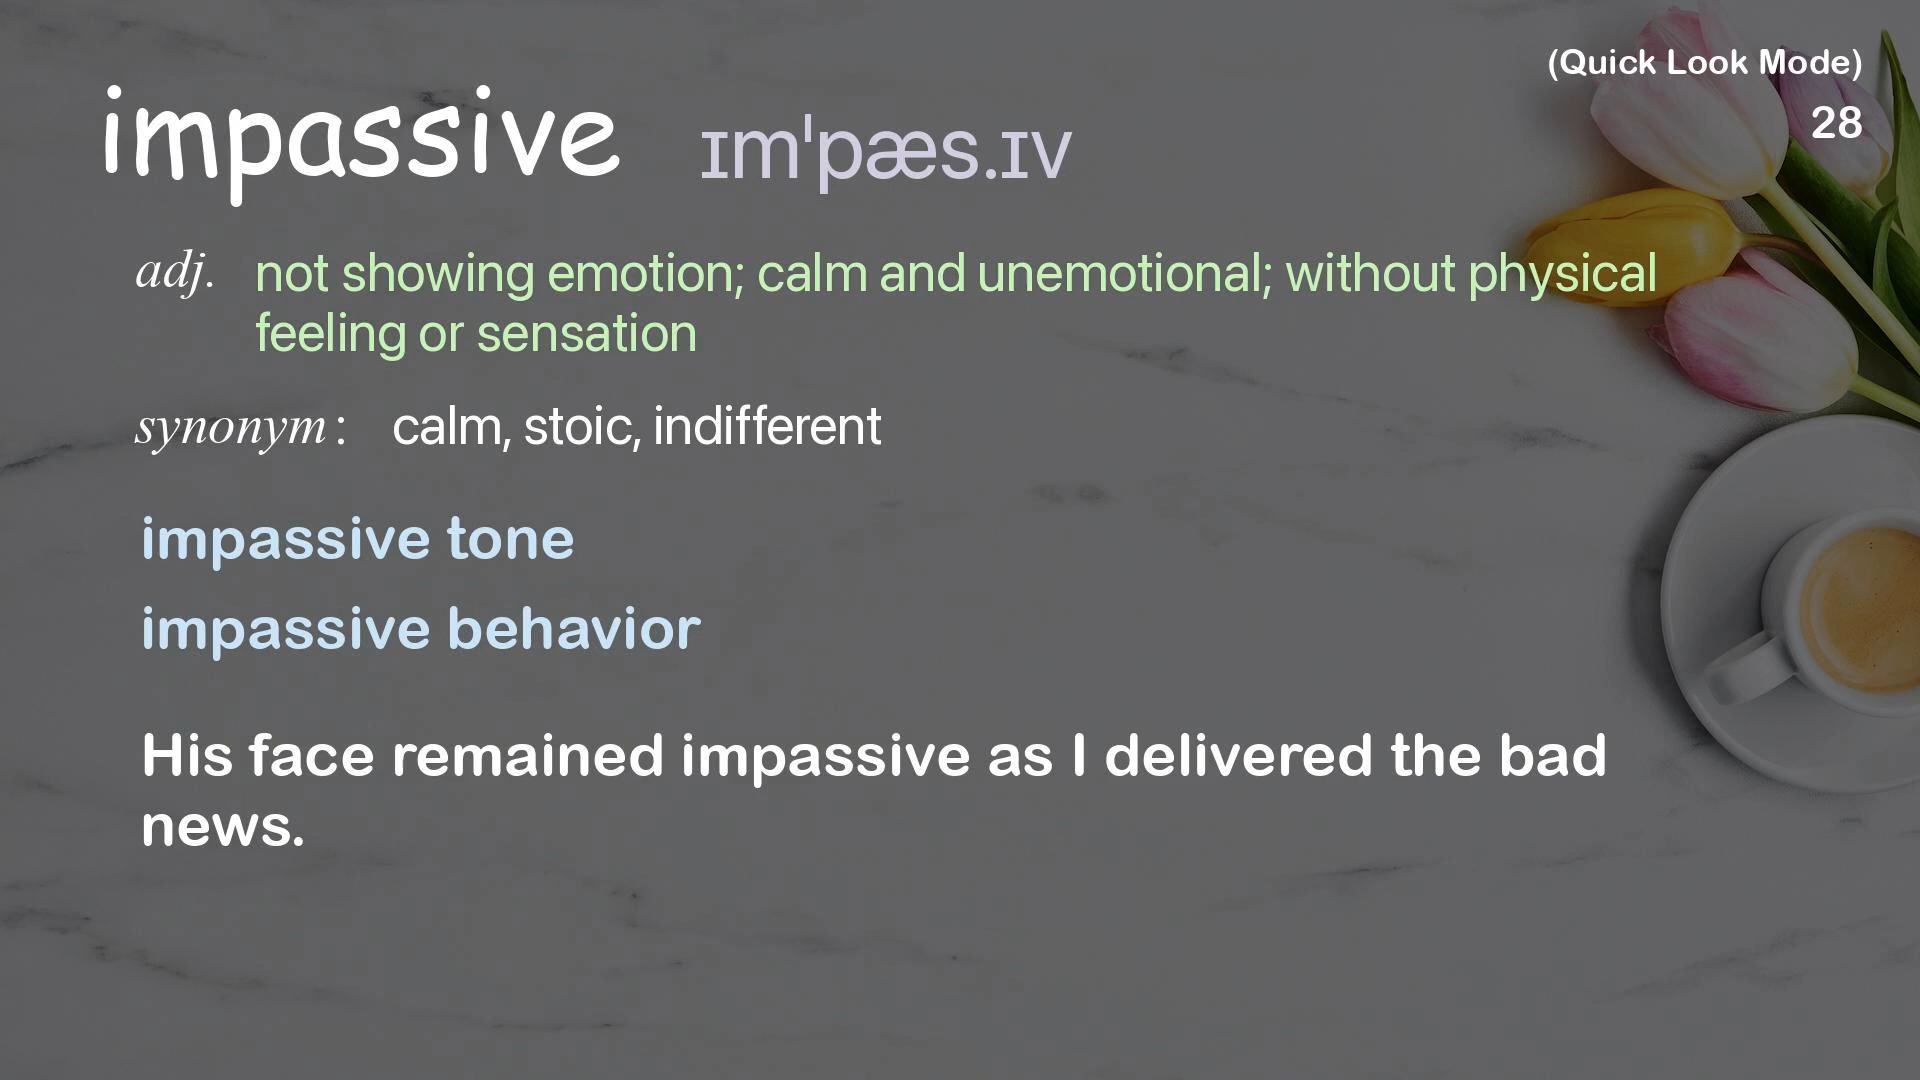 (Quick Look Mode)
28
impassive ɪmˈpæs.ɪv
adj. not showing emotion; calm and unemotional; without physical
feeling or sensation
synonym: calm, stoic, indifferent
impassive tone
impassive behavior
His face remained impassive as I delivered the bad
news.